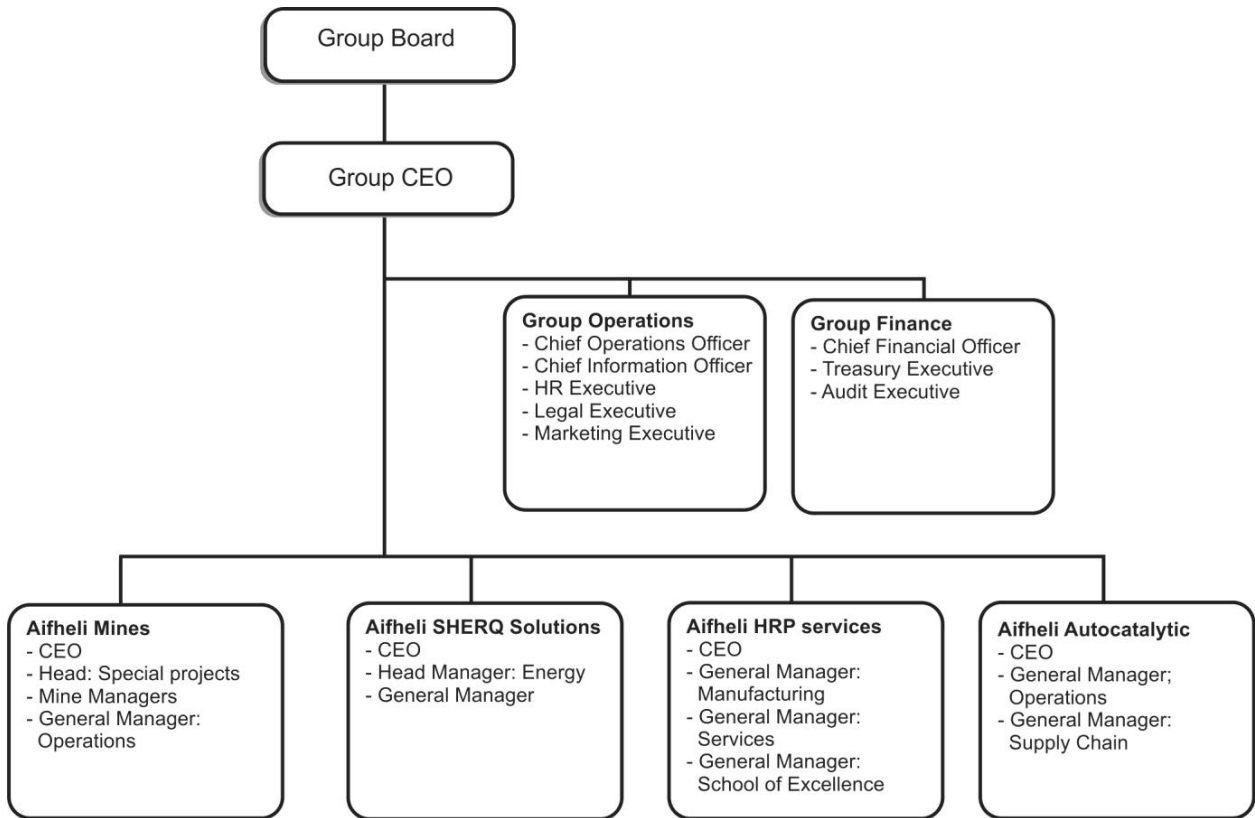 Group Board
Group CEO
Group Operations
- Chief Operations Officer
- Chief Information Officer
- HR Executive
- Legal Executive
- Marketing Executive
Group Finance
- Chief Financial Officer
- Treasury Executive
- Audit Executive
Aifheli Mines
- CEO
- Head: Special projects
- Mine Managers
- General Manager:
Operations
Aifheli SHERQ Solutions
- CEO
- Head Manager: Energy
- General Manager
Aifheli HRP services
- CEO
- General Manager:
Manufacturing
- General Manager:
Services
- General Manager:
School of Excellence
Aifheli Autocatalytic
- CEO
- General Manager;
Operations
- General Manager:
Supply Chain